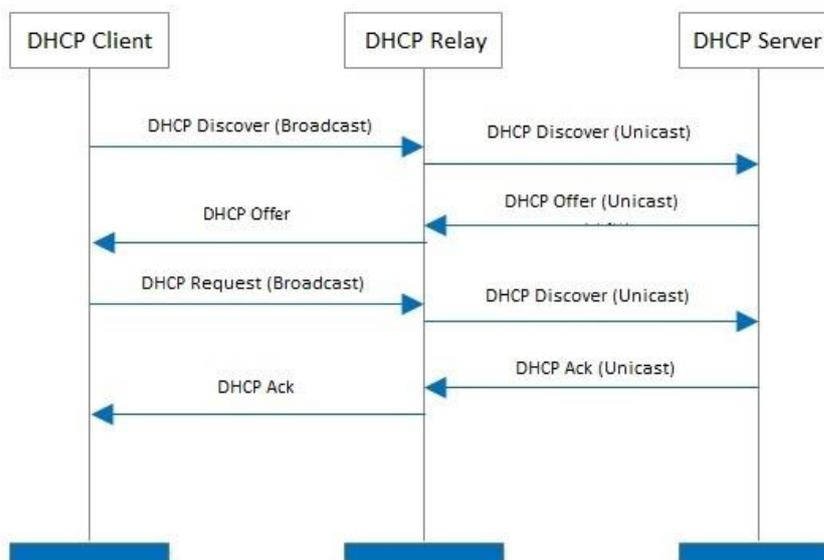 DHCP Client
DHCP Relay
DHCP Server
DHCP Discover (Broadcast)
DHCP Discover (Unicast)
DHCP Offer (Unicast)
DHCP Offer
DHCP Request (Broadcast)
DHCP Discover (Unicast)
DHCP Ack (Unicast)
DHCP Ack